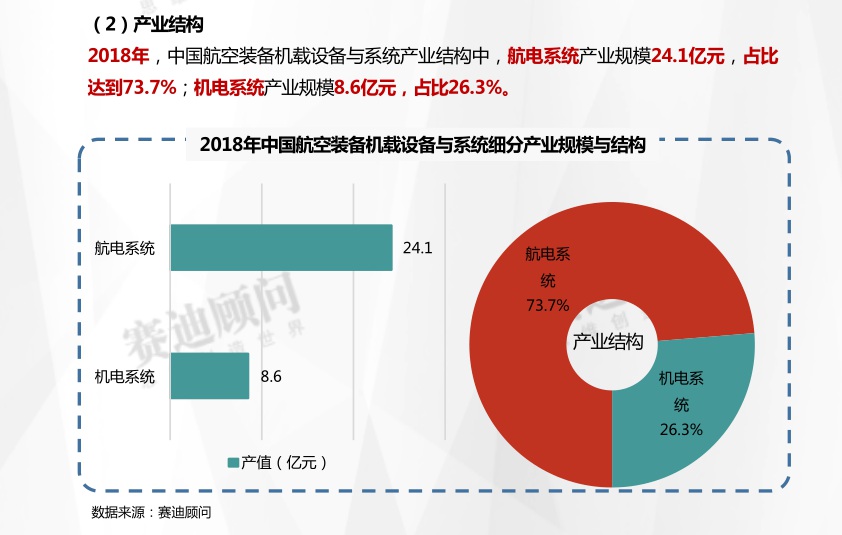 （2）产业结构
2018年，中国航空装备机载设备与系统产业结构中，航电系统产业规模24.1亿元，占比
达到73.7%；机电系统产业规模8.6亿元，占比26.3%。
2018年中国航空装备机载设备与系统细分产业规模与结构
航电系统
24.1
机电系统
8.6
产值（亿元）
航电系
统
73.7%
产业结构
机电系
统
26.3%
赛迪顾问
数据来源：赛迪顾问